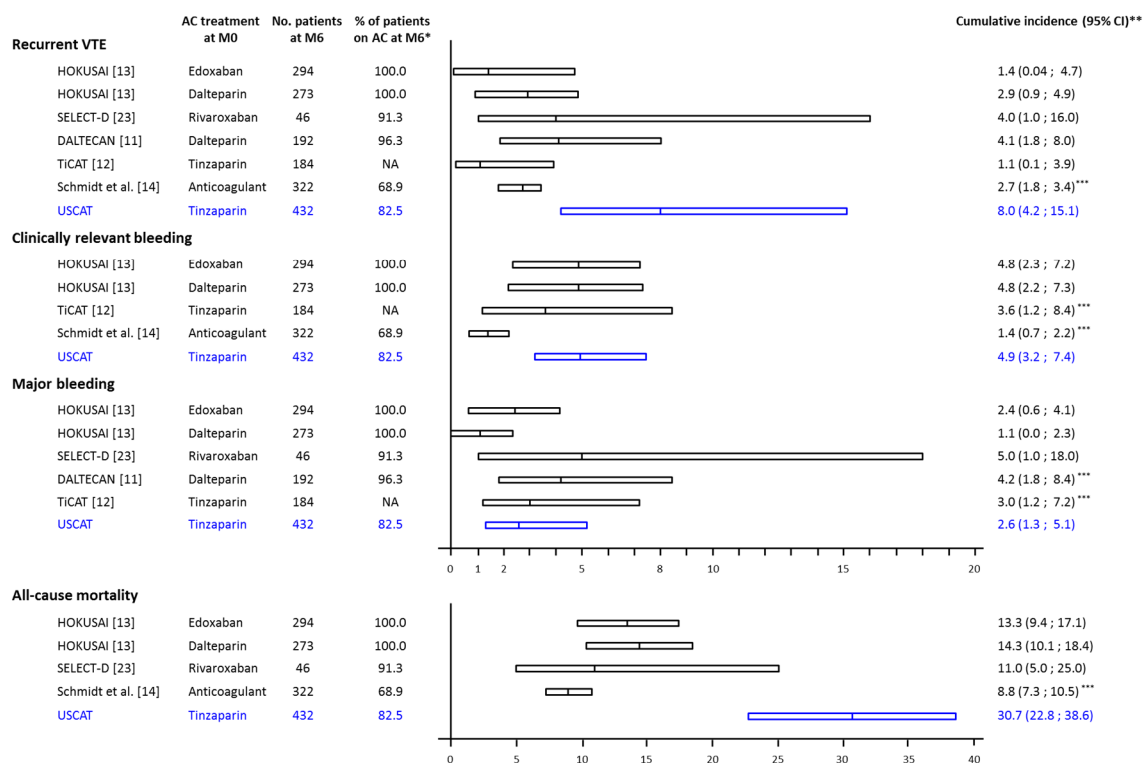 AC treatment at M0 No. patients at M6 % of patients on AC at M6* Cumulative incidence (95% CI)**
Recurrent VTE
HOKUSAI [13] Edoxaban 294 100.0 1.4 (0.04 ; 4.7)
HOKUSAI [13] Dalteparin 273 100.0 2.9 (0.9 ; 4.9)
SELECT-D [23] Rivaroxaban 46 91.3 4.0 (1.0 ; 16.0)
DALTECAN [11] Dalteparin 192 96.3 4.1 (1.8 ; 8.0)
TiCAT [12] Tinzaparin 184 NA 1.1 (0.1 ; 3.9)
Schmidt et al. [14] Anticoagulant 322 68.9 2.7 (1.8 ; 3.4)***
USCAT Tinzaparin 432 82.5 8.0 (4.2 ; 15.1)
Clinically relevant bleeding
HOKUSAI [13] Edoxaban 294 100.0 4.8 (2.3 ; 7.2)
HOKUSAI [13] Dalteparin 273 100.0 4.8 (2.2 ; 7.3)
TiCAT [12] Tinzaparin 184 NA 3.6 (1.2 ; 8.4)***
Schmidt et al. [14] Anticoagulant 322 68.9 1.4 (0.7 ; 2.2)***
USCAT Tinzaparin 432 82.5 4.9 (3.2 ; 7.4)
Major bleeding
HOKUSAI [13] Edoxaban 294 100.0 2.4 (0.6 ; 4.1)
HOKUSAI [13] Dalteparin 273 100.0 1.1 (0.0 ; 2.3)
SELECT-D [23] Rivaroxaban 46 91.3 5.0 (1.0 ; 18.0)
DALTECAN [11] Dalteparin 192 96.3 4.2 (1.8 ; 8.4)***
TiCAT [12] Tinzaparin 184 NA 3.0 (1.2 ; 7.2)***
USCAT Tinzaparin 432 82.5 2.6 (1.3 ; 5.1)
0 1 2 5 8 10 15 20
All-cause mortality
HOKUSAI [13] Edoxaban 294 100.0 13.3 (9.4 ; 17.1)
HOKUSAI [13] Dalteparin 273 100.0 14.3 (10.1 ; 18.4)
SELECT-D [23] Rivaroxaban 46 91.3 11.0 (5.0 ; 25.0)
Schmidt et al. [14] Anticoagulant 322 68.9 8.8 (7.3 ; 10.5)***
USCAT Tinzaparin 432 82.5 30.7 (22.8 ; 38.6)
0 5 10 15 20 25 30 35 40